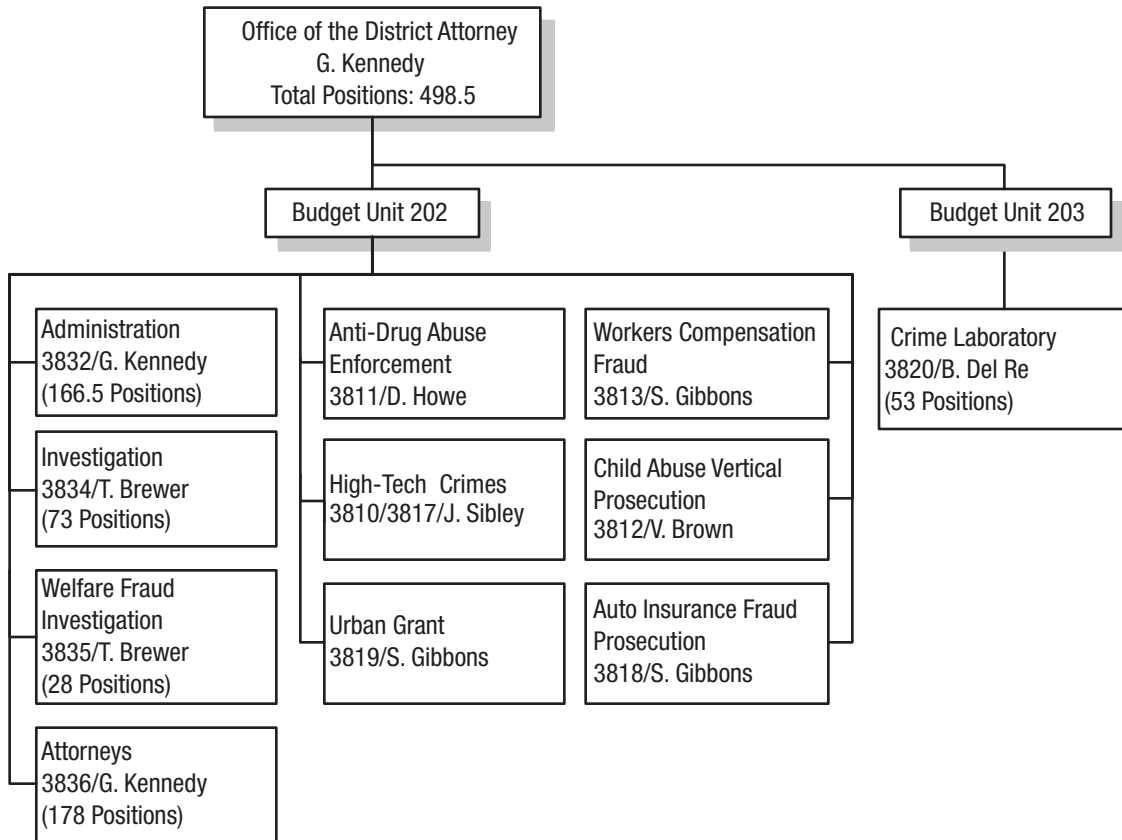 Office of the District Attorney
G. Kennedy
Total Positions: 498.5
Budget Unit 202
Budget Unit 203
Administration
3832/G. Kennedy
(166.5 Positions)
Investigation
3834/T. Brewer
(73 Positions)
Welfare Fraud
Investigation
3835/T. Brewer
(28 Positions)
Attorneys
3836/G. Kennedy
(178 Positions)
Anti-Drug Abuse
Enforcement
3811/D. Howe
High-Tech Crimes
3810/3817/J. Sibley
Urban Grant
3819/S. Gibbons
Workers Compensation
Fraud
3813/S. Gibbons
Child Abuse Vertical
Prosecution
3812/V. Brown
Auto Insurance Fraud
Prosecution
3818/S. Gibbons
Crime Laboratory
3820/B. Del Re
(53 Positions)